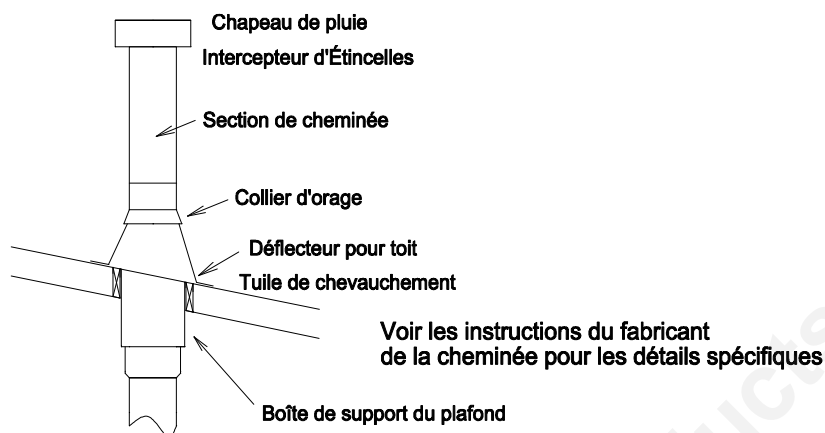 Chapeau de pluie
Intercepteur d'Étincelles
Section de cheminée
Collier d'orage
Déflecteur pour toit
Tuile de chevauchement
Voir les instructions du fabricant
de la cheminée pour les détails spécifiques
Boîte de support du plafond